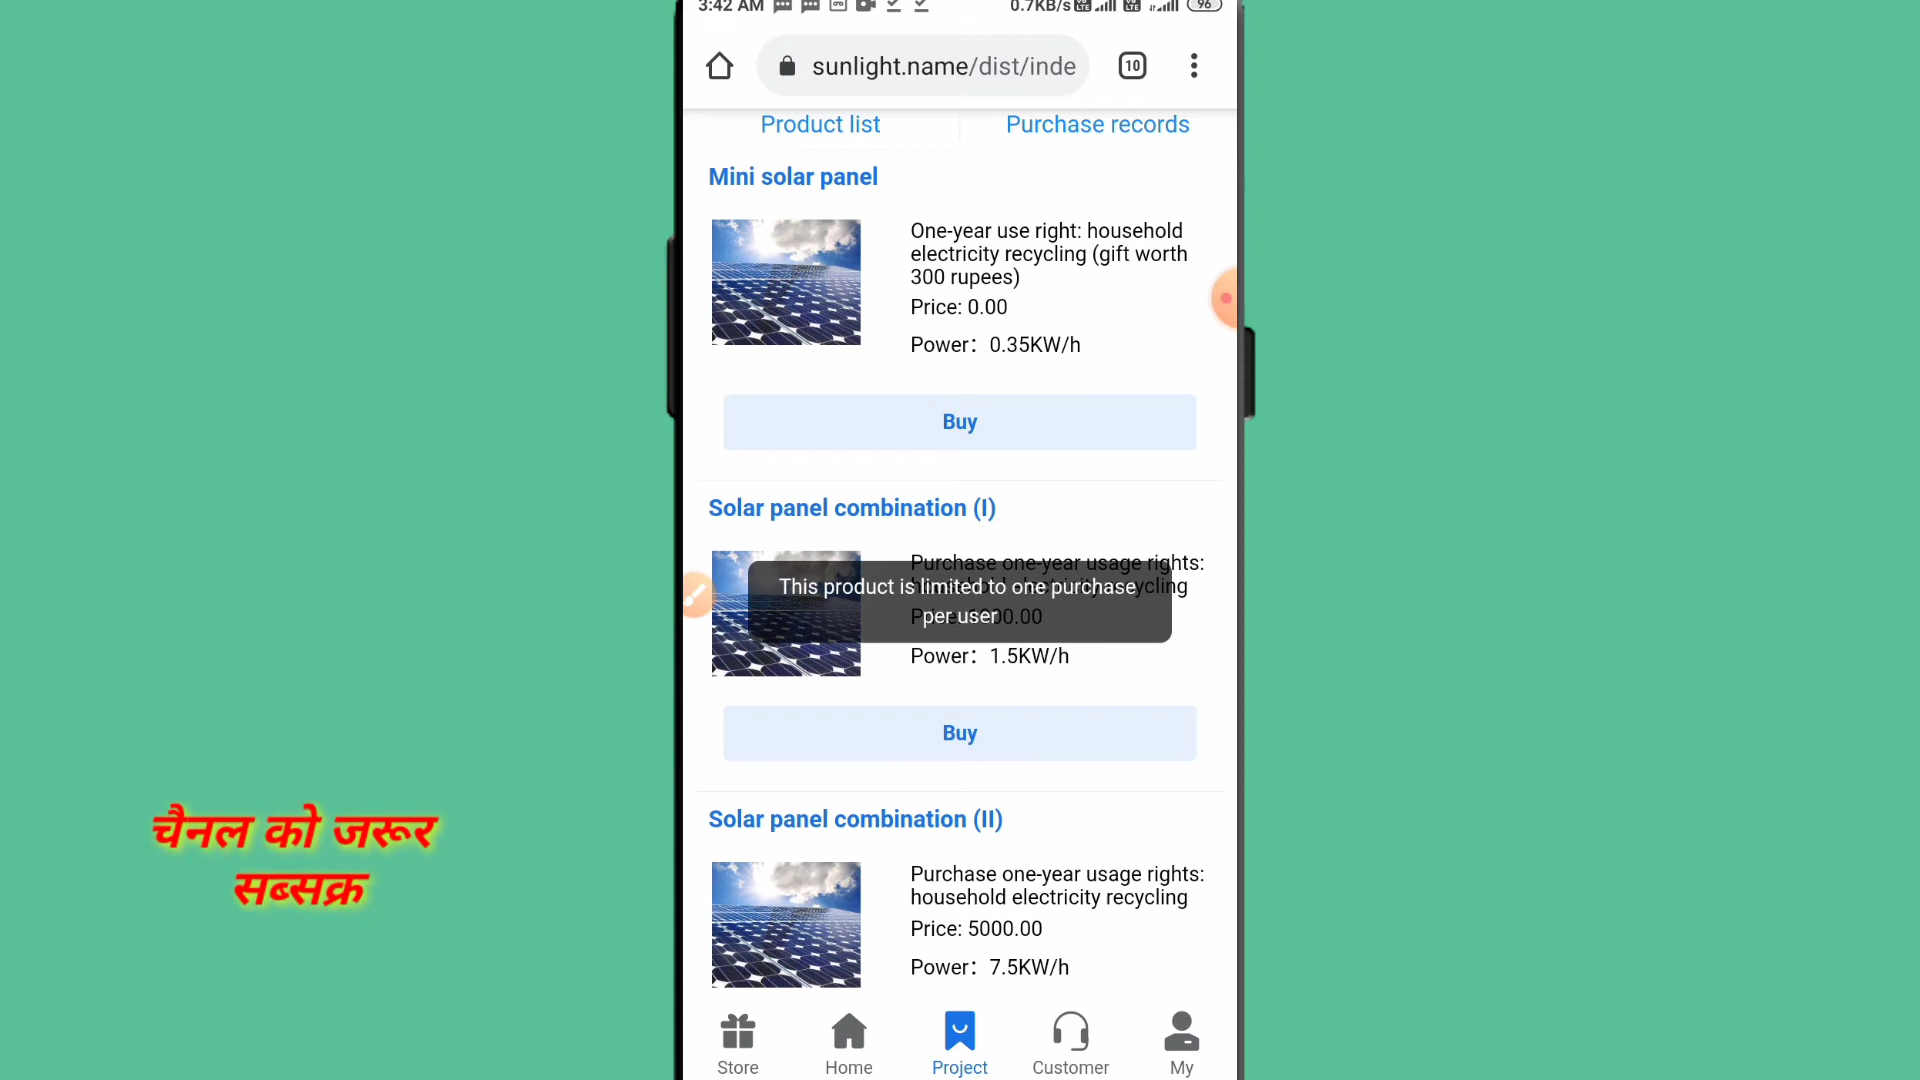 3:42 AM 0.7KB/s 96
sunlight.name/dist/inde 10
Product list Purchase records
Mini solar panel
One-year use right: household
electricity recycling (gift worth
300 rupees)
Price: 0.00
Power: 0.35KW/h
Buy
Solar panel combination (I)
Purchase one-year usage rights:
household electricity recycling
This product is limited to one purchase
per user
Power: 1.5KW/h
Buy
Solar panel combination (II)
Purchase one-year usage rights:
household electricity recycling
Price: 5000.00
Power: 7.5KW/h
Store Home Project Customer My
चैनल को जरूर
सब्सक्र